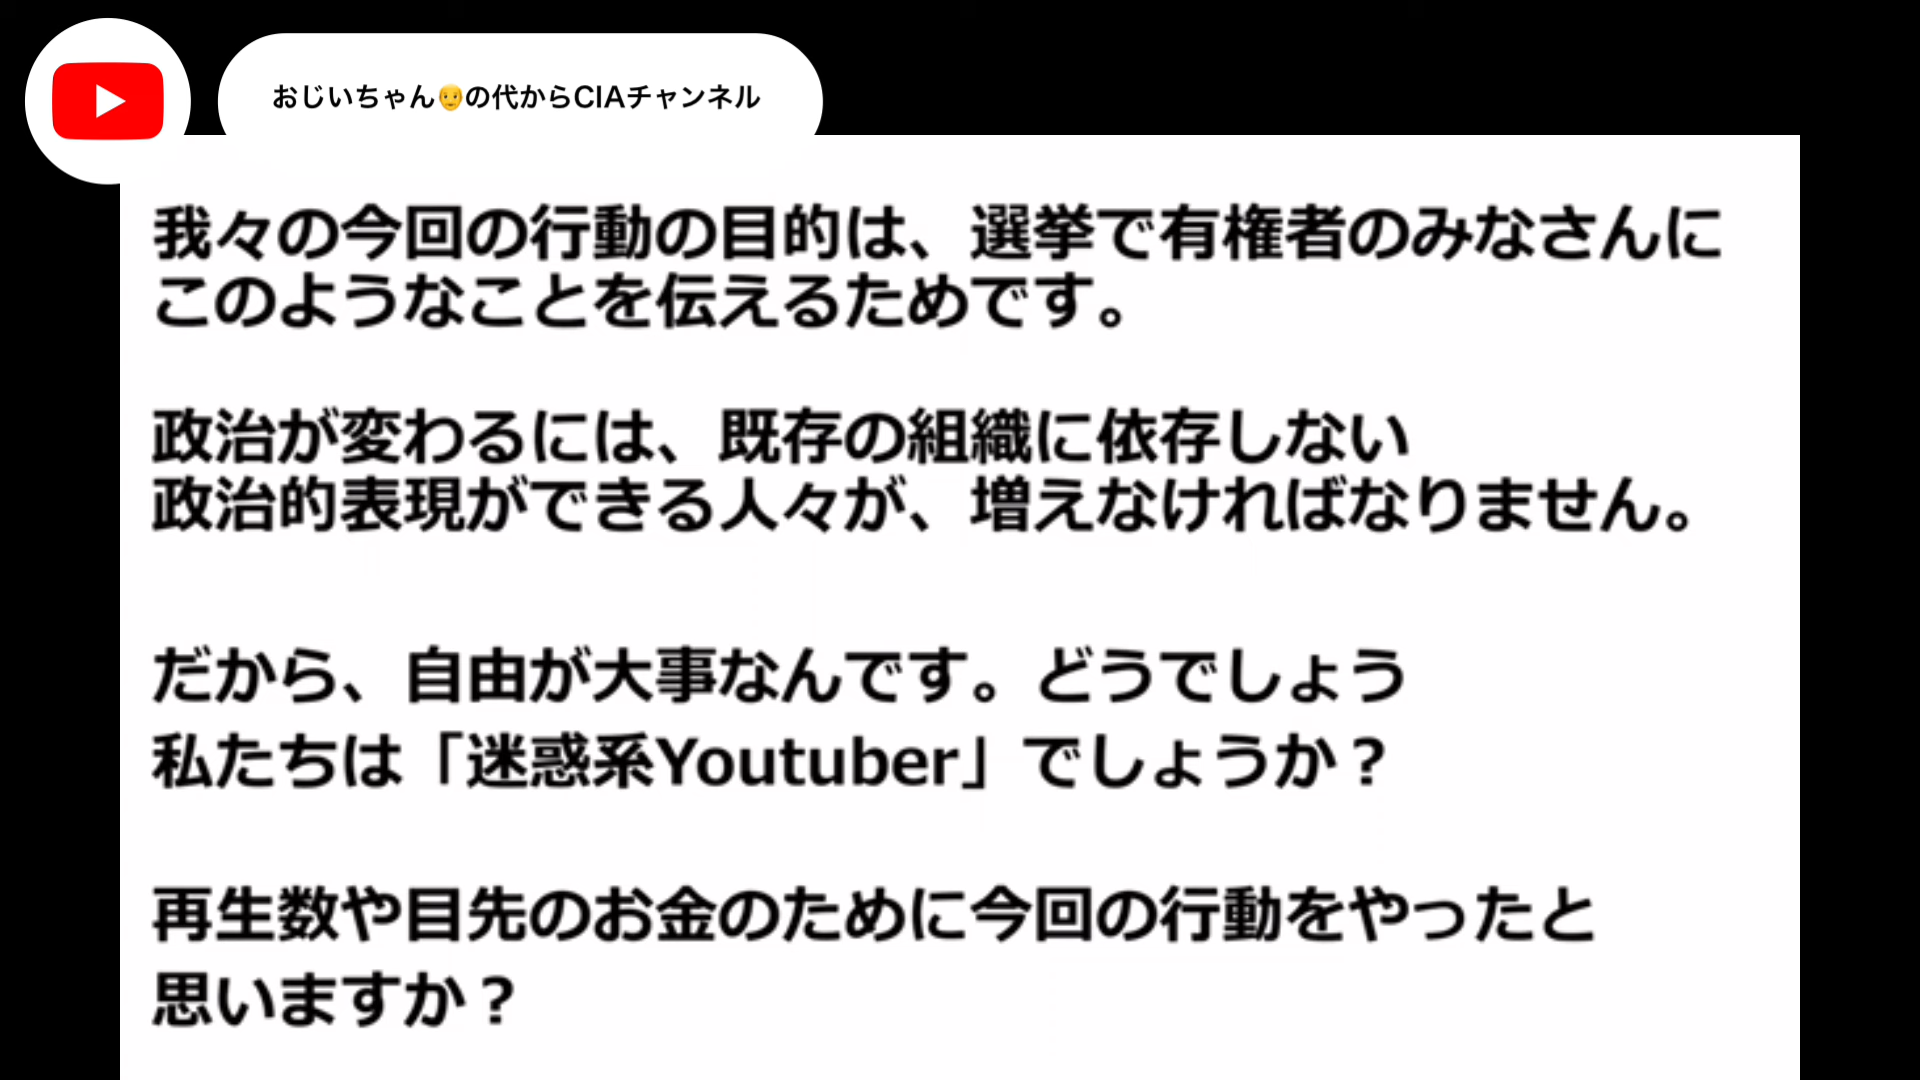 おじいちゃん👴の代からCIAチャンネル
我々の今回の行動の目的は、選挙で有権者のみなさんに
このようなことを伝えるためです。
政治が変わるには、既存の組織に依存しない
政治的表現ができる人々が、増えなければなりません。
だから、自由が大事なんです。どうでしょう
私たちは「迷惑系Youtuber」でしょうか？
再生数や目先のお金のために今回の行動をやったと
思いますか？